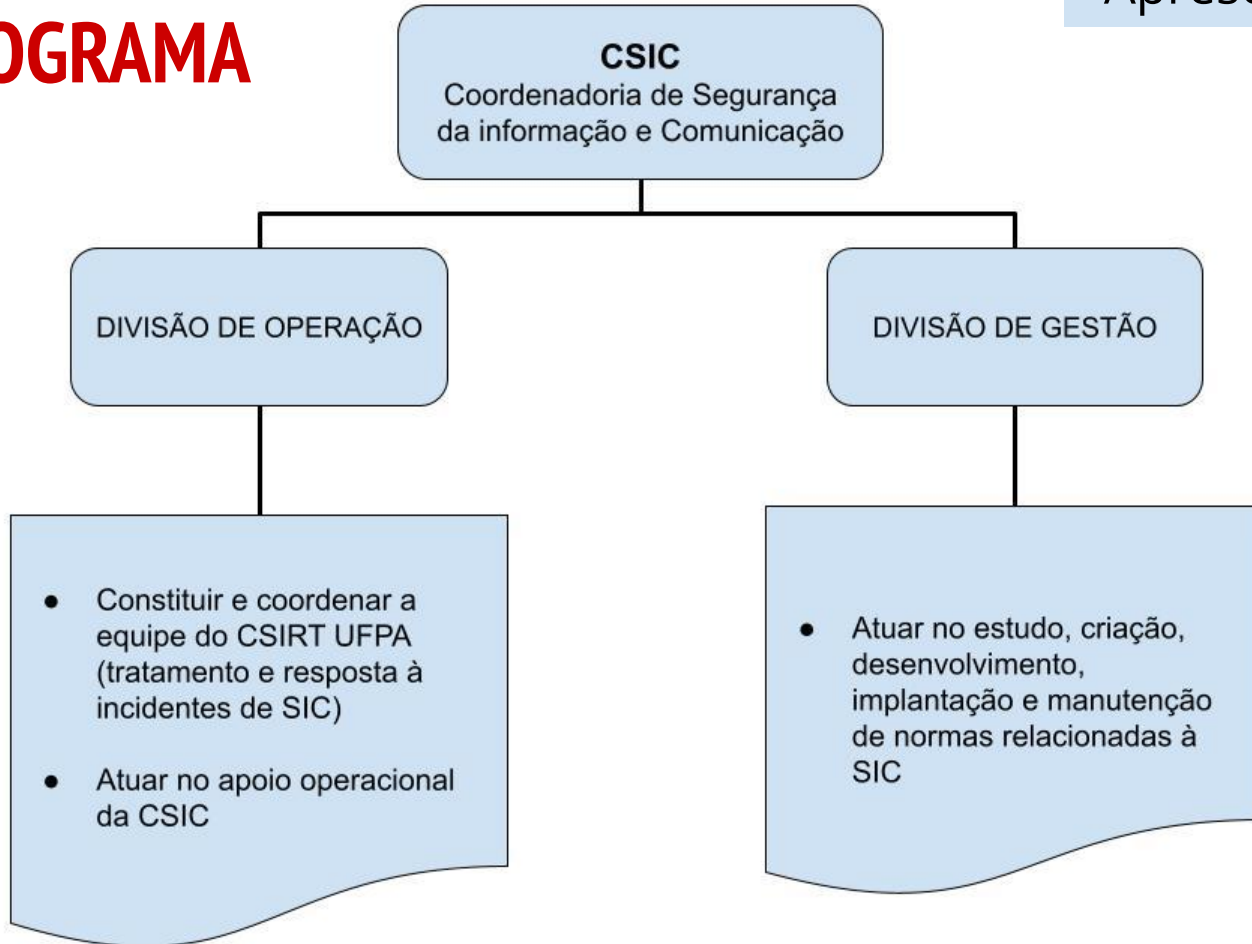 OGRAMA
Apres
CSIC
Coordenadoria de Segurança
da informação e Comunicação
DIVISÃO DE OPERAÇÃO
DIVISÃO DE GESTÃO
● Constituir e coordenar a
equipe do CSIRT UFPA
(tratamento e resposta à
incidentes de SIC)
● Atuar no apoio operacional
da CSIC
● Atuar no estudo, criação,
desenvolvimento,
implantação e manutenção
de normas relacionadas à
SIC